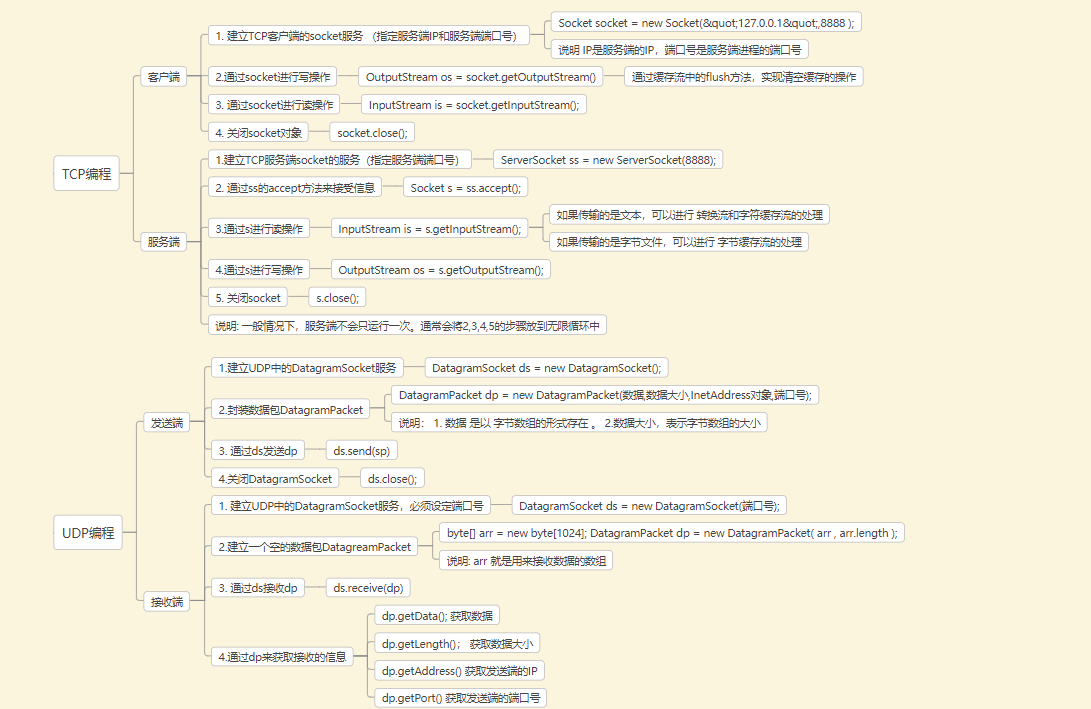 TCP编程
客户端
1. 建立TCP客户端的socket服务 （指定服务端IP和服务端端口号）
Socket socket = new Socket(&quot;127.0.0.1&quot;,8888 );
说明 IP是服务端的IP，端口号是服务端进程的端口号
2.通过socket进行写操作
OutputStream os = socket.getOutputStream()
通过缓存流中的flush方法，实现清空缓存的操作
3. 通过socket进行读操作
InputStream is = socket.getInputStream();
4. 关闭socket对象
socket.close();
服务端
1.建立TCP服务端socket的服务（指定服务端端口号）
ServerSocket ss = new ServerSocket(8888);
2. 通过ss的accept方法来接受信息
Socket s = ss.accept();
3.通过s进行读操作
InputStream is = s.getInputStream();
如果传输的是文本，可以进行 转换流和字符缓存流的处理
如果传输的是字节文件，可以进行 字节缓存流的处理
4.通过s进行写操作
OutputStream os = s.getOutputStream();
5. 关闭socket
s.close();
说明: 一般情况下，服务端不会只运行一次。通常会将2,3,4,5的步骤放到无限循环中
UDP编程
发送端
1.建立UDP中的DatagramSocket服务
DatagramSocket ds = new DatagramSocket();
2.封装数据包DatagramPacket
DatagramPacket dp = new DatagramPacket(数据,数据大小,InetAddress对象,端口号);
说明： 1. 数据 是以 字节数组的形式存在 。 2.数据大小，表示字节数组的大小
3. 通过ds发送dp
ds.send(sp)
4.关闭DatagramSocket
ds.close();
接收端
1. 建立UDP中的DatagramSocket服务，必须设定端口号
DatagramSocket ds = new DatagramSocket(端口号);
2.建立一个空的数据包DatagreamPacket
byte[] arr = new byte[1024]; DatagramPacket dp = new DatagramPacket( arr , arr.length );
说明: arr 就是用来接收数据的数组
3. 通过ds接收dp
ds.receive(dp)
4.通过dp来获取接收的信息
dp.getData(); 获取数据
dp.getLength()； 获取数据大小
dp.getAddress() 获取发送端的IP
dp.getPort() 获取发送端的端口号